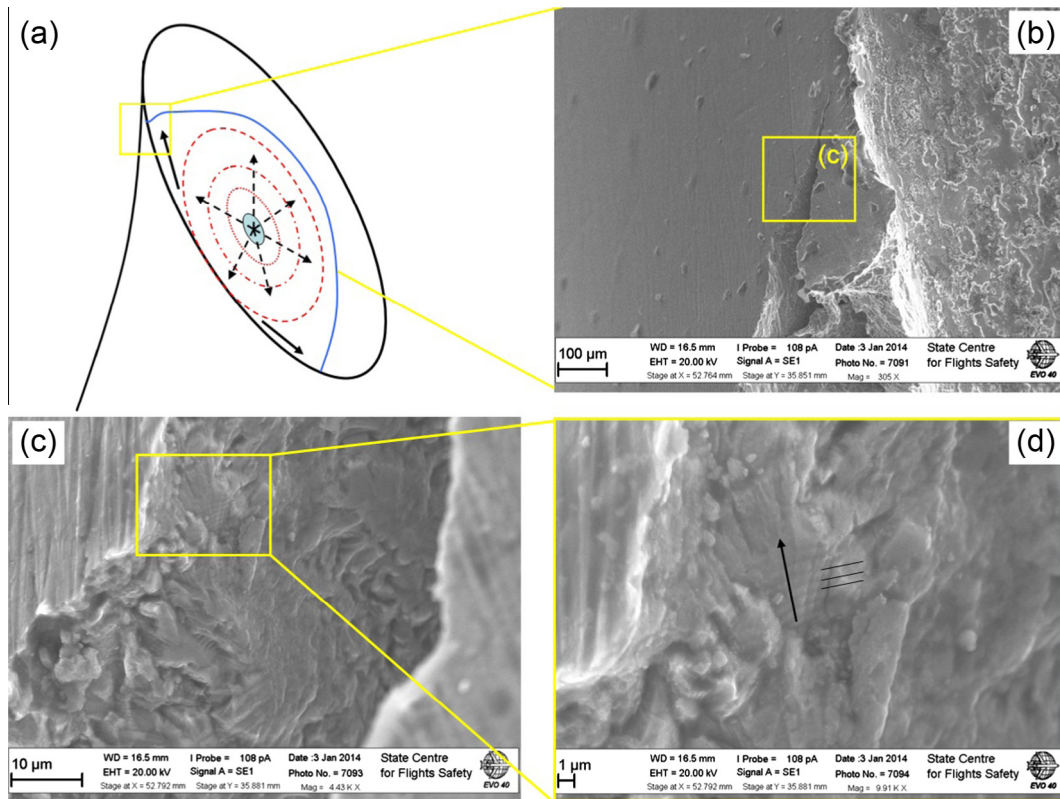 (a)
(b)
(c)
100 µm
WD = 16.5 mm I Probe = 108 pA Date :3 Jan 2014 State Centre
EHT = 20.00 kV Signal A = SE1 Photo No. = 7091 for Flights Safety
Stage at X = 52.764 mm Stage at Y = 35.851 mm Mag = 305 X EVO 40
(c)
10 µm
WD = 16.5 mm I Probe = 108 pA Date :3 Jan 2014 State Centre
EHT = 20.00 kV Signal A = SE1 Photo No. = 7093 for Flights Safety
Stage at X = 52.792 mm Stage at Y = 35.881 mm Mag = 4.43 K X EVO 40
(d)
1 µm
WD = 16.5 mm I Probe = 108 pA Date :3 Jan 2014 State Centre
EHT = 20.00 kV Signal A = SE1 Photo No. = 7094 for Flights Safety
Stage at X = 52.792 mm Stage at Y = 35.881 mm Mag = 9.91 K X EVO 40